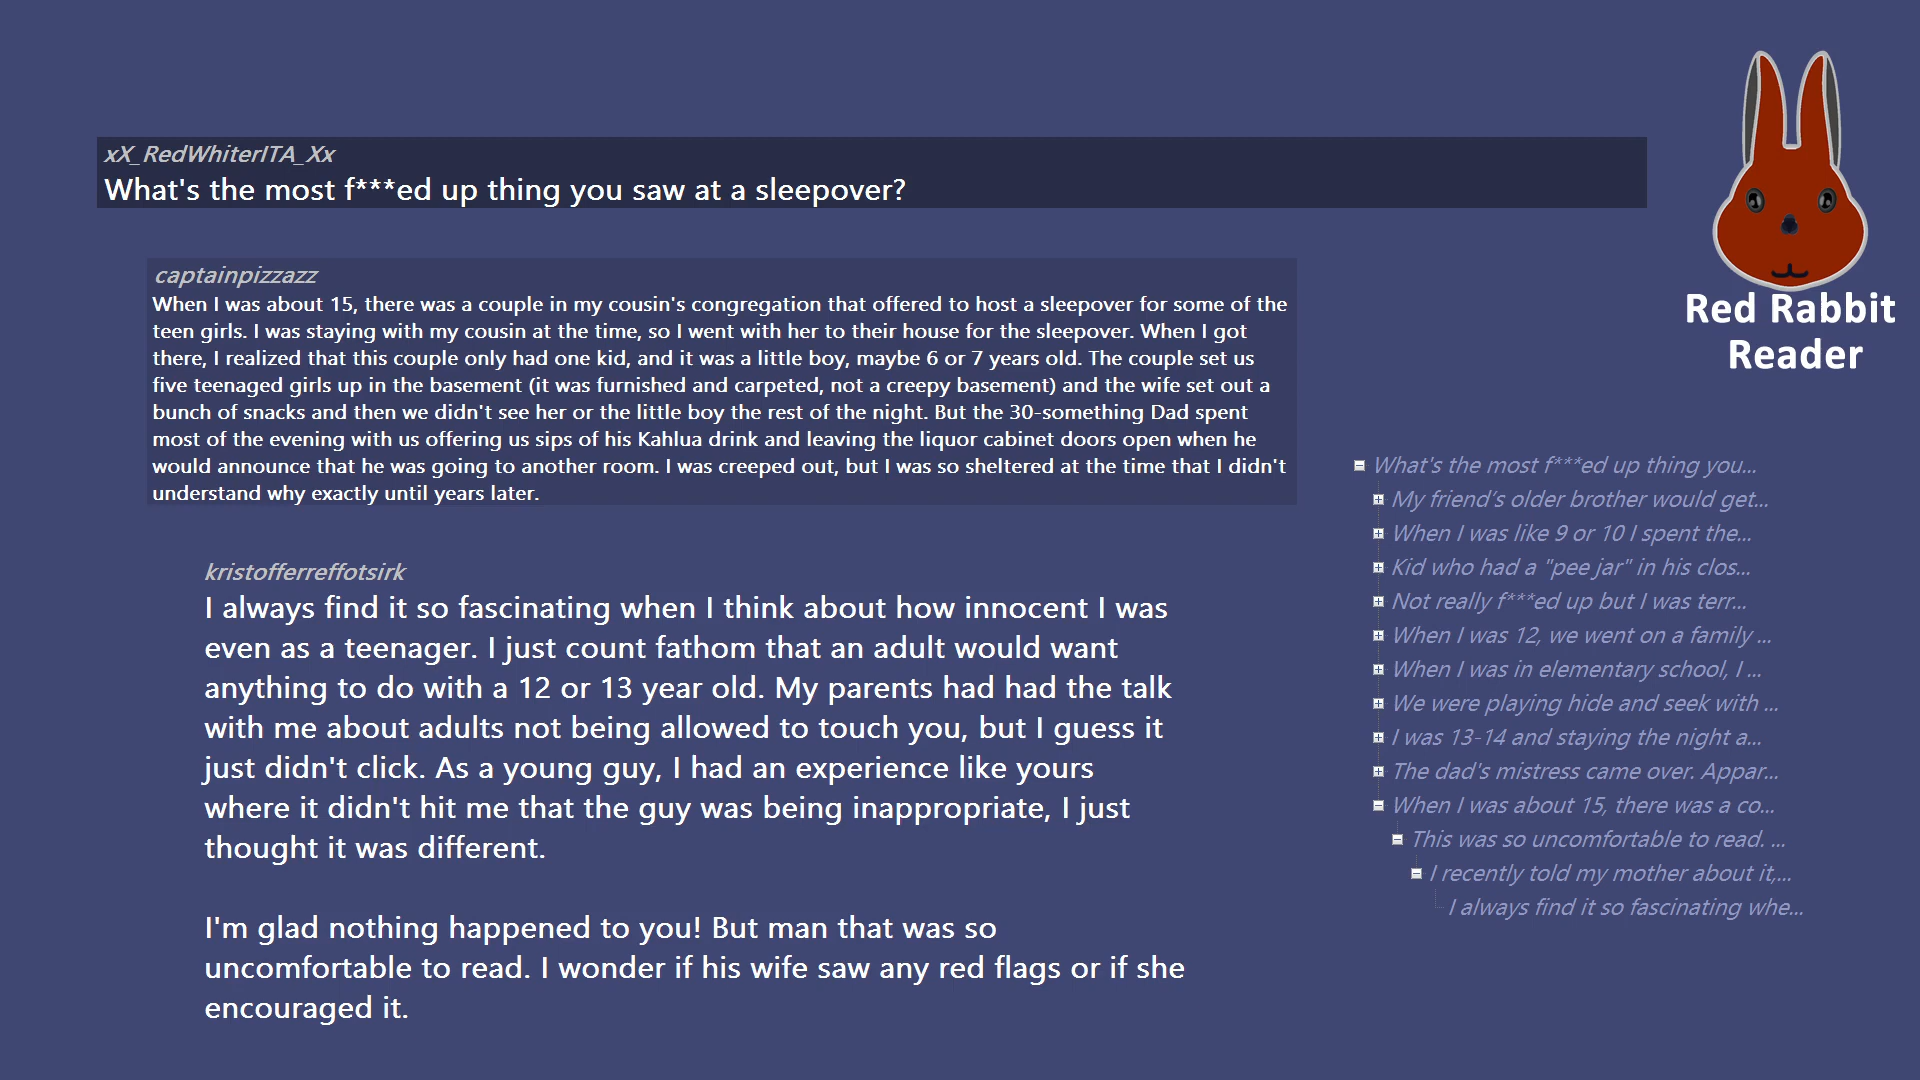 xX_RedWhiterITA_Xx
What's the most f***ed up thing you saw at a sleepover?
captainpizzazz
When I was about 15, there was a couple in my cousin's congregation that offered to host a sleepover for some of the
teen girls. I was staying with my cousin at the time, so I went with her to their house for the sleepover. When I got
there, I realized that this couple only had one kid, and it was a little boy, maybe 6 or 7 years old. The couple set us
five teenaged girls up in the basement (it was furnished and carpeted, not a creepy basement) and the wife set out a
bunch of snacks and then we didn't see her or the little boy the rest of the night. But the 30-something Dad spent
most of the evening with us offering us sips of his Kahlua drink and leaving the liquor cabinet doors open when he
would announce that he was going to another room. I was creeped out, but I was so sheltered at the time that I didn't
understand why exactly until years later.
kristofferreffotsirk
I always find it so fascinating when I think about how innocent I was
even as a teenager. I just count fathom that an adult would want
anything to do with a 12 or 13 year old. My parents had had the talk
with me about adults not being allowed to touch you, but I guess it
just didn't click. As a young guy, I had an experience like yours
where it didn't hit me that the guy was being inappropriate, I just
thought it was different.
I'm glad nothing happened to you! But man that was so
uncomfortable to read. I wonder if his wife saw any red flags or if she
encouraged it.
Red Rabbit
Reader
What's the most f***ed up thing you...
My friend’s older brother would get...
When I was like 9 or 10 I spent the...
Kid who had a "pee jar" in his clos...
Not really f***ed up but I was terr...
When I was 12, we went on a family ...
When I was in elementary school, I ...
We were playing hide and seek with ...
I was 13-14 and staying the night a...
The dad's mistress came over. Appar...
When I was about 15, there was a co...
This was so uncomfortable to read. ...
I recently told my mother about it,...
I always find it so fascinating whe...